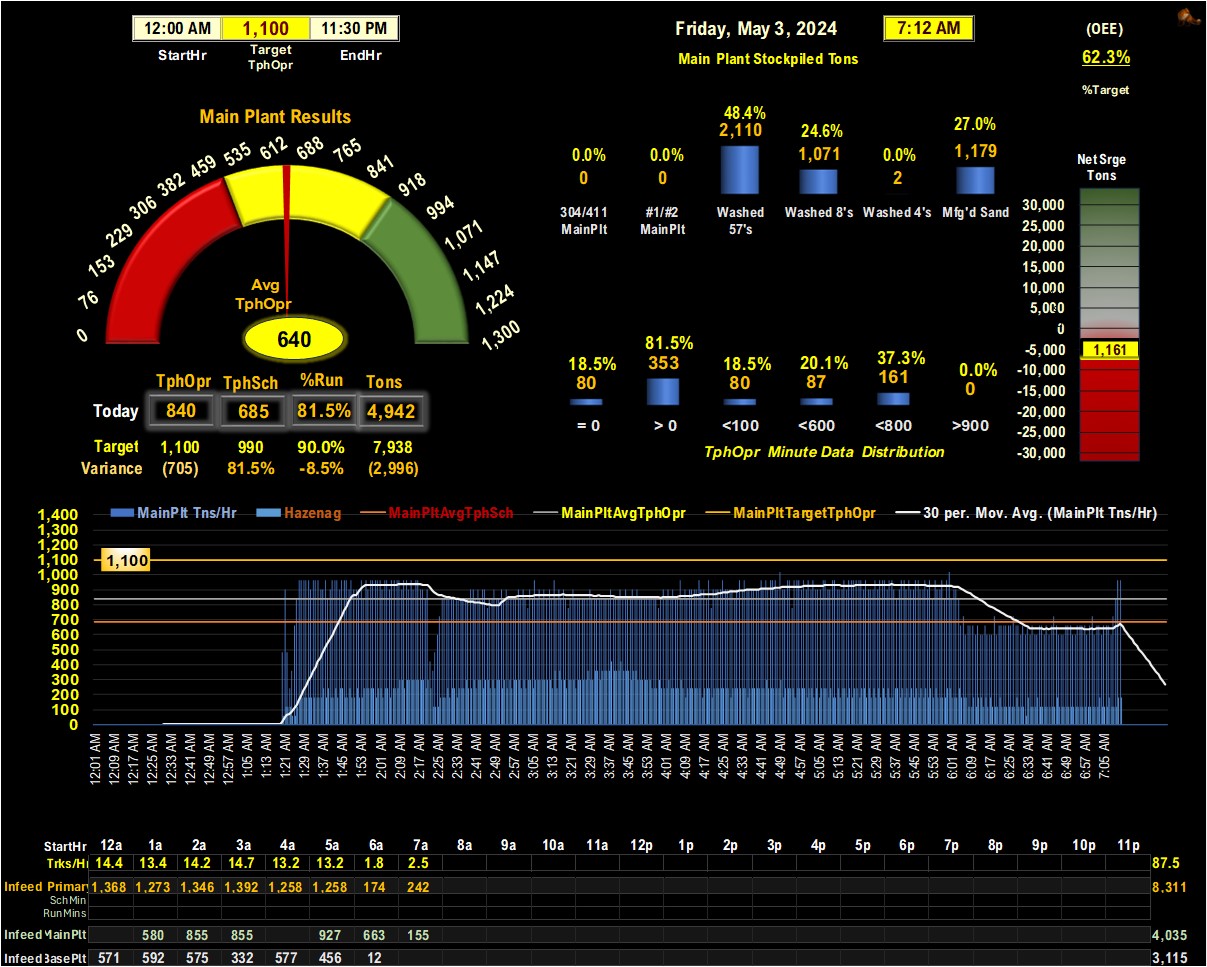 12:00 AM 1,100 11:30 PM
StartHr Target TphOpr EndHr
Friday, May 3, 2024 7:12 AM
Main Plant Stockpiled Tons
(OEE)
62.3%
%Target
Main Plant Results
0 76 153 229 306 382 459 535 612 688 765 841 918 994 1,071 1,147 1,224 1,300
Avg
TphOpr
640
48.4% 24.6% 27.0%
0.0% 0.0% 2,110 1,071 0.0% 1,179
0 0 2
304/411 #1/#2 Washed Washed 8's Washed 4's Mfg'd Sand
MainPlt MainPlt 57's
Net Srge
Tons
30,000
25,000
20,000
15,000
10,000
5,000
0
-5,000
1,161
-10,000
-15,000
-20,000
-25,000
-30,000
18.5% 81.5% 18.5% 20.1% 37.3% 0.0%
80 353 80 87 161 0
= 0 > 0 <100 <600 <800 >900
TphOpr Minute Data Distribution
TphOpr TphSch %Run Tons
Today 840 685 81.5% 4,942
Target 1,100 990 90.0% 7,938
Variance (705) 81.5% -8.5% (2,996)
MainPlt Tns/Hr Hazenag MainPltAvgTphSch MainPltAvgTphOpr MainPltTargetTphOpr 30 per. Mov. Avg. (MainPlt Tns/Hr)
1,400
1,300
1,200
1,100 1,100
1,000
900
800
700
600
500
400
300
200
100
0
12:01 AM 12:09 AM 12:17 AM 12:25 AM 12:33 AM 12:41 AM 12:49 AM 12:57 AM 1:05 AM 1:13 AM 1:21 AM 1:29 AM 1:37 AM 1:45 AM 1:53 AM 2:01 AM 2:09 AM 2:17 AM 2:25 AM 2:33 AM 2:41 AM 2:49 AM 2:57 AM 3:05 AM 3:13 AM 3:21 AM 3:29 AM 3:37 AM 3:45 AM 3:53 AM 4:01 AM 4:09 AM 4:17 AM 4:25 AM 4:33 AM 4:41 AM 4:49 AM 4:57 AM 5:05 AM 5:13 AM 5:21 AM 5:29 AM 5:37 AM 5:45 AM 5:53 AM 6:01 AM 6:09 AM 6:17 AM 6:25 AM 6:33 AM 6:41 AM 6:49 AM 6:57 AM 7:05 AM
StartHr 12a 1a 2a 3a 4a 5a 6a 7a 8a 9a 10a 11a 12p 1p 2p 3p 4p 5p 6p 7p 8p 9p 10p 11p
Trks/H 14.4 13.4 14.2 14.7 13.2 13.2 1.8 2.5 87.5
Infeed Primar 1,368 1,273 1,346 1,392 1,258 1,258 174 242 8,311
Sch Min
Run Mins
Infeed MainPlt 580 855 855 927 663 155 4,035
Infeed BasePlt 571 592 575 332 577 456 12 3,115